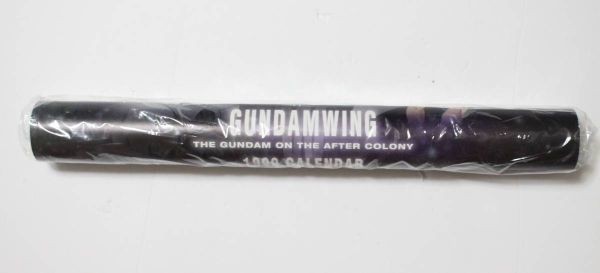 GUNDAMWING
THE GUNDAM ON THE AFTER COLONY
CALENDAR